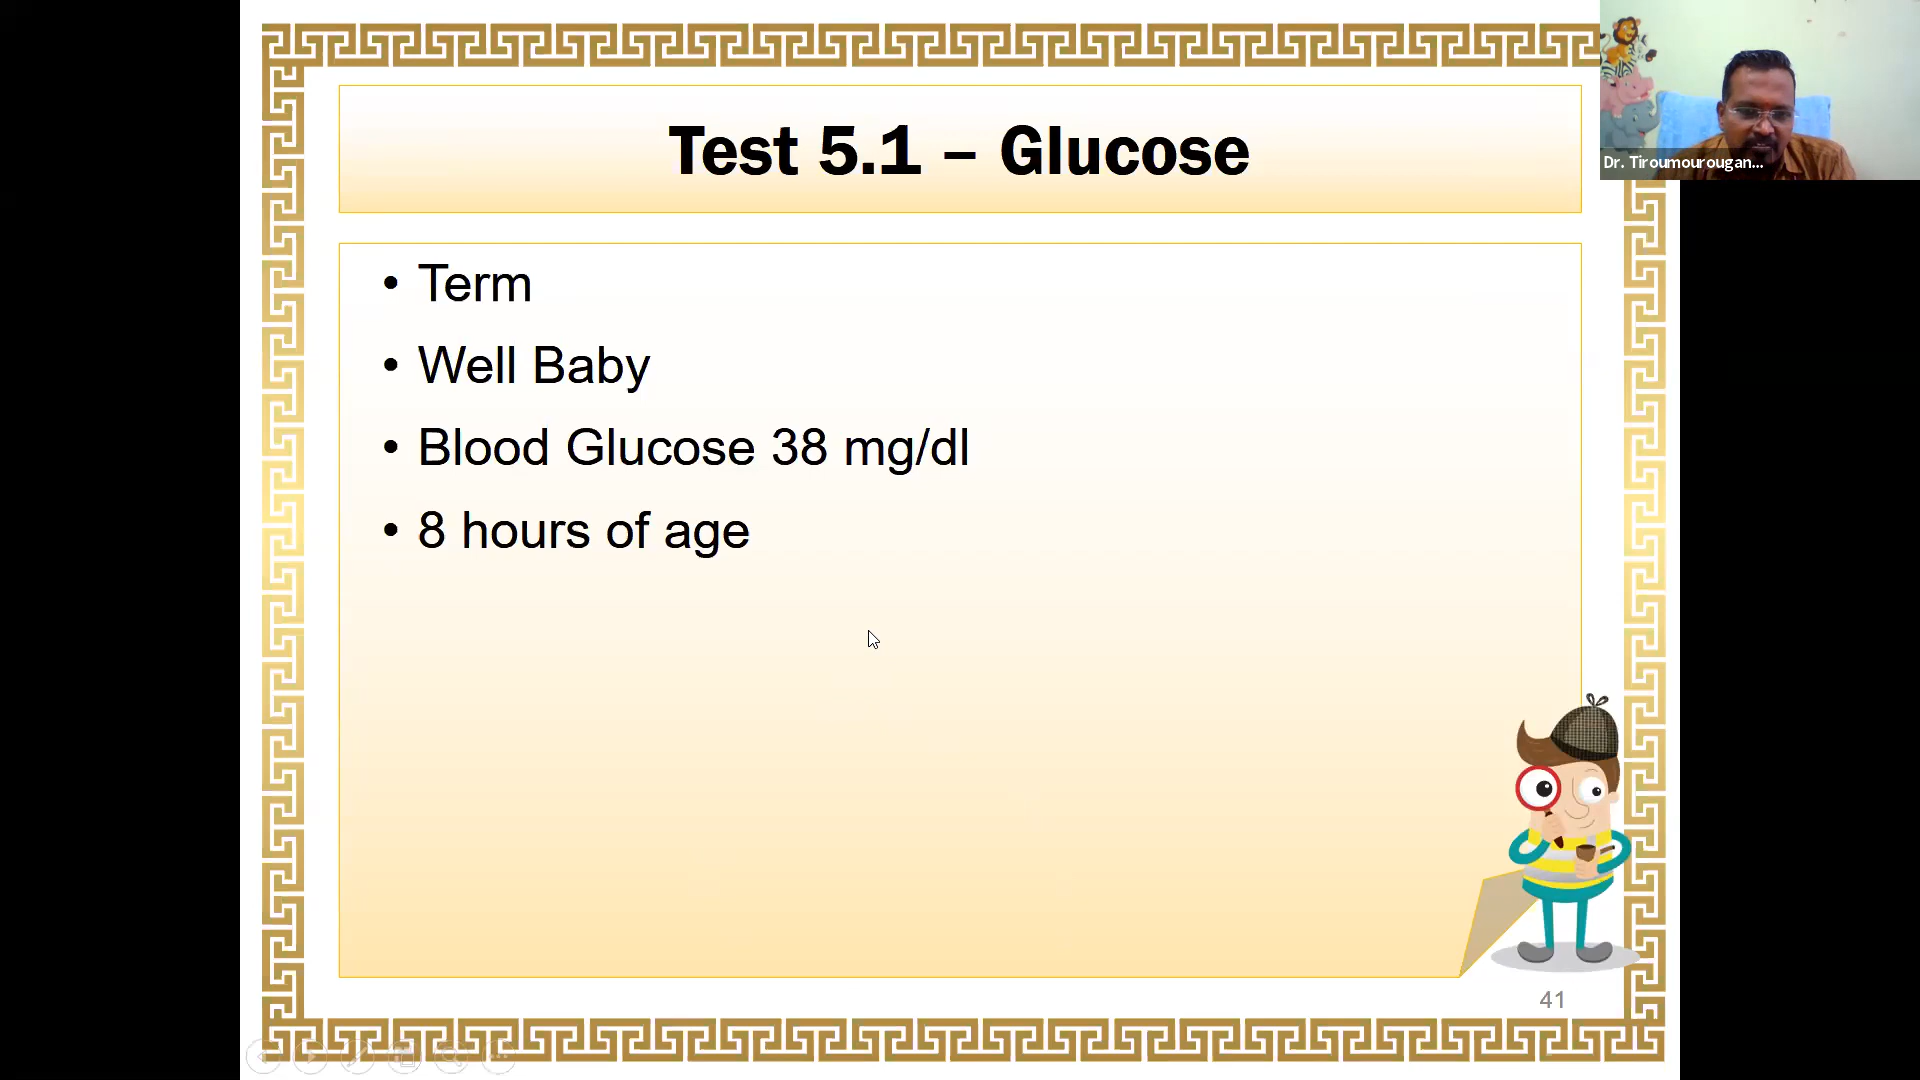 Test 5.1 – Glucose
Dr. Tiroumourougan...
• Term
• Well Baby
• Blood Glucose 38 mg/dl
• 8 hours of age
41